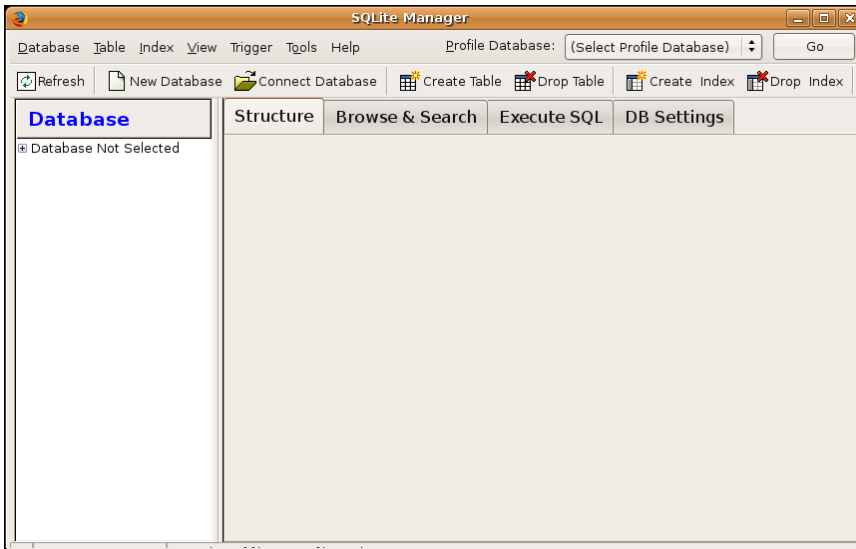 SQLite Manager
Database Table Index View Trigger Tools Help Profile Database: (Select Profile Database) Go
Refresh New Database Connect Database Create Table Drop Table Create Index Drop Index
Database
Structure Browse & Search Execute SQL DB Settings
Database Not Selected